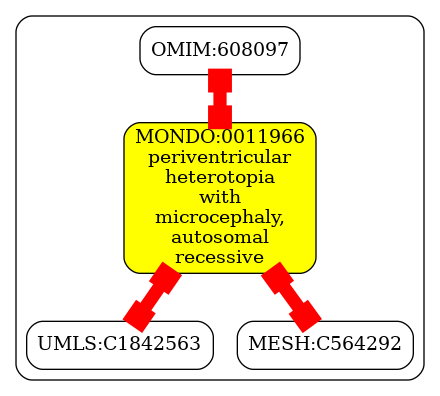 OMIM:608097
MONDO:0011966
periventricular
heterotopia
with
microcephaly,
autosomal
recessive
UMLS:C1842563
MESH:C564292